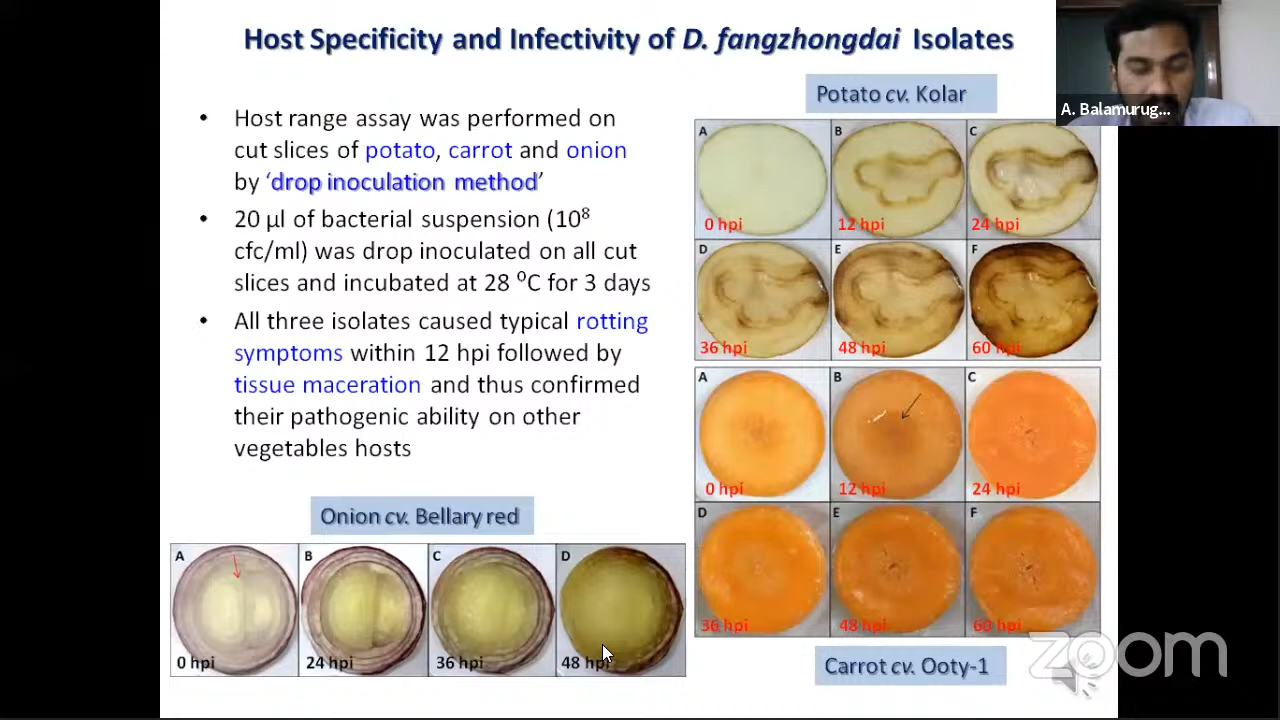 Host Specificity and Infectivity of D. fangzhongdai Isolates
A. Balamurug...
• Host range assay was performed on
cut slices of potato, carrot and onion
by ‘drop inoculation method’
• 20 µl of bacterial suspension (10⁸
cfc/ml) was drop inoculated on all cut
slices and incubated at 28 ⁰C for 3 days
• All three isolates caused typical rotting
symptoms within 12 hpi followed by
tissue maceration and thus confirmed
their pathogenic ability on other
vegetables hosts
Potato cv. Kolar
A B C
0 hpi 12 hpi 24 hpi
D E F
36 hpi 48 hpi 60 hpi
A B C
0 hpi 12 hpi 24 hpi
D E F
36 hpi 48 hpi 60 hpi
Carrot cv. Ooty-1
Onion cv. Bellary red
A B C D
0 hpi 24 hpi 36 hpi 48 hpi
zoom